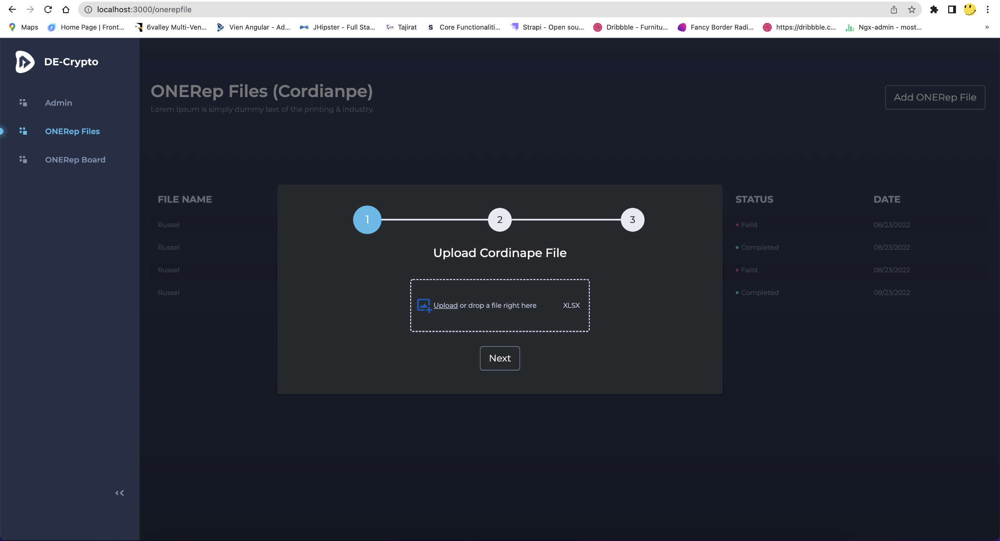 localhost:3000/onerepfile
Maps
Home Page | Front...
6valley Multi-Ven...
Vien Angular - Ad...
JHipster - Full Sta...
Tajirat
S Core Functionaliti...
Strapi - Open sou...
Dribbble - Furnitu...
Fancy Border Radi...
https://dribbble.c...
Ngx-admin - most...
»
DE-Crypto
Admin
ONERep Files
ONERep Board
ONERep Files (Cordianpe)
Lorem Ipsum is simply dummy text of the printing & industry.
Add ONERep File
FILE NAME
STATUS
DATE
Russel
Faild
08/23/2022
Russel
Completed
08/23/2022
Russel
Faild
08/23/2022
Russel
Completed
08/23/2022
1
2
3
Upload Cordinape File
Upload or drop a file right here
XLSX
Next